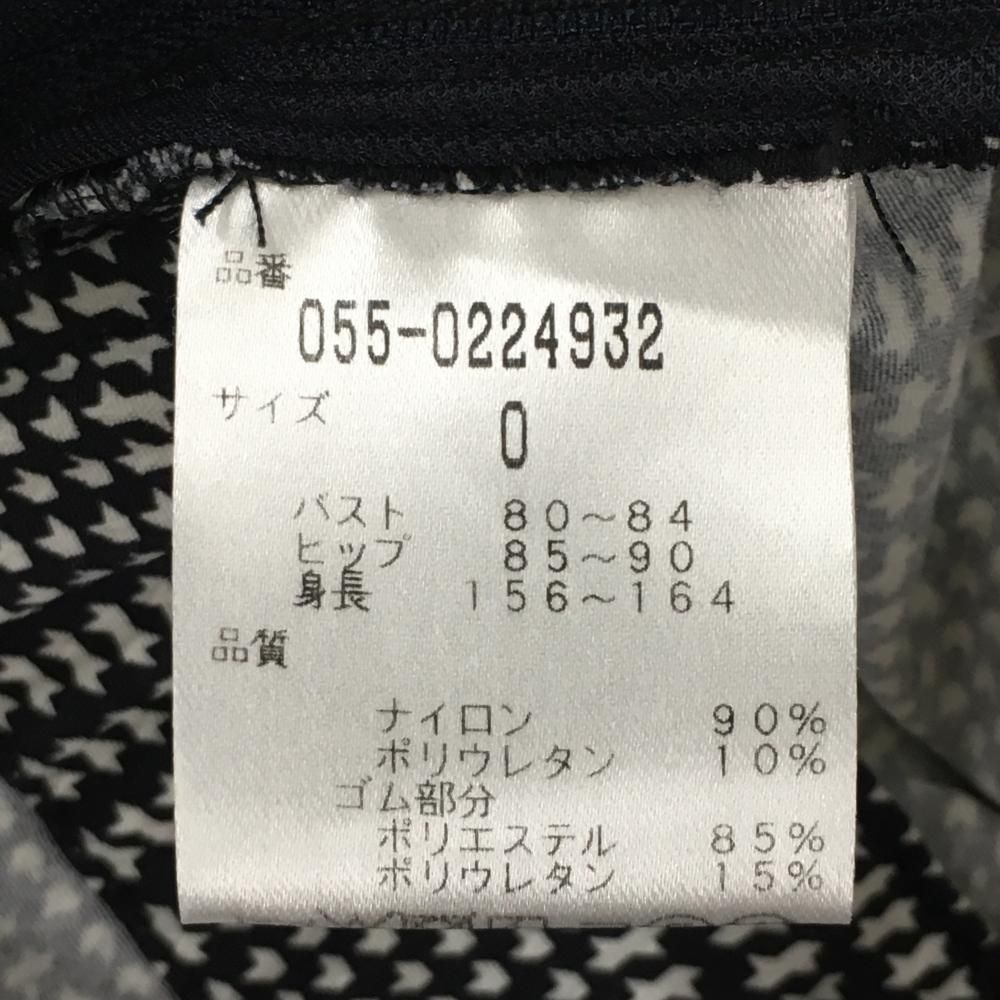 品番
055-0224932
サイズ
0
バスト 80～84
ヒップ 85～90
身長 156～164
品質
ナイロン 90%
ポリウレタン 10%
ゴム部分
ポリエステル 85%
ポリウレタン 15%